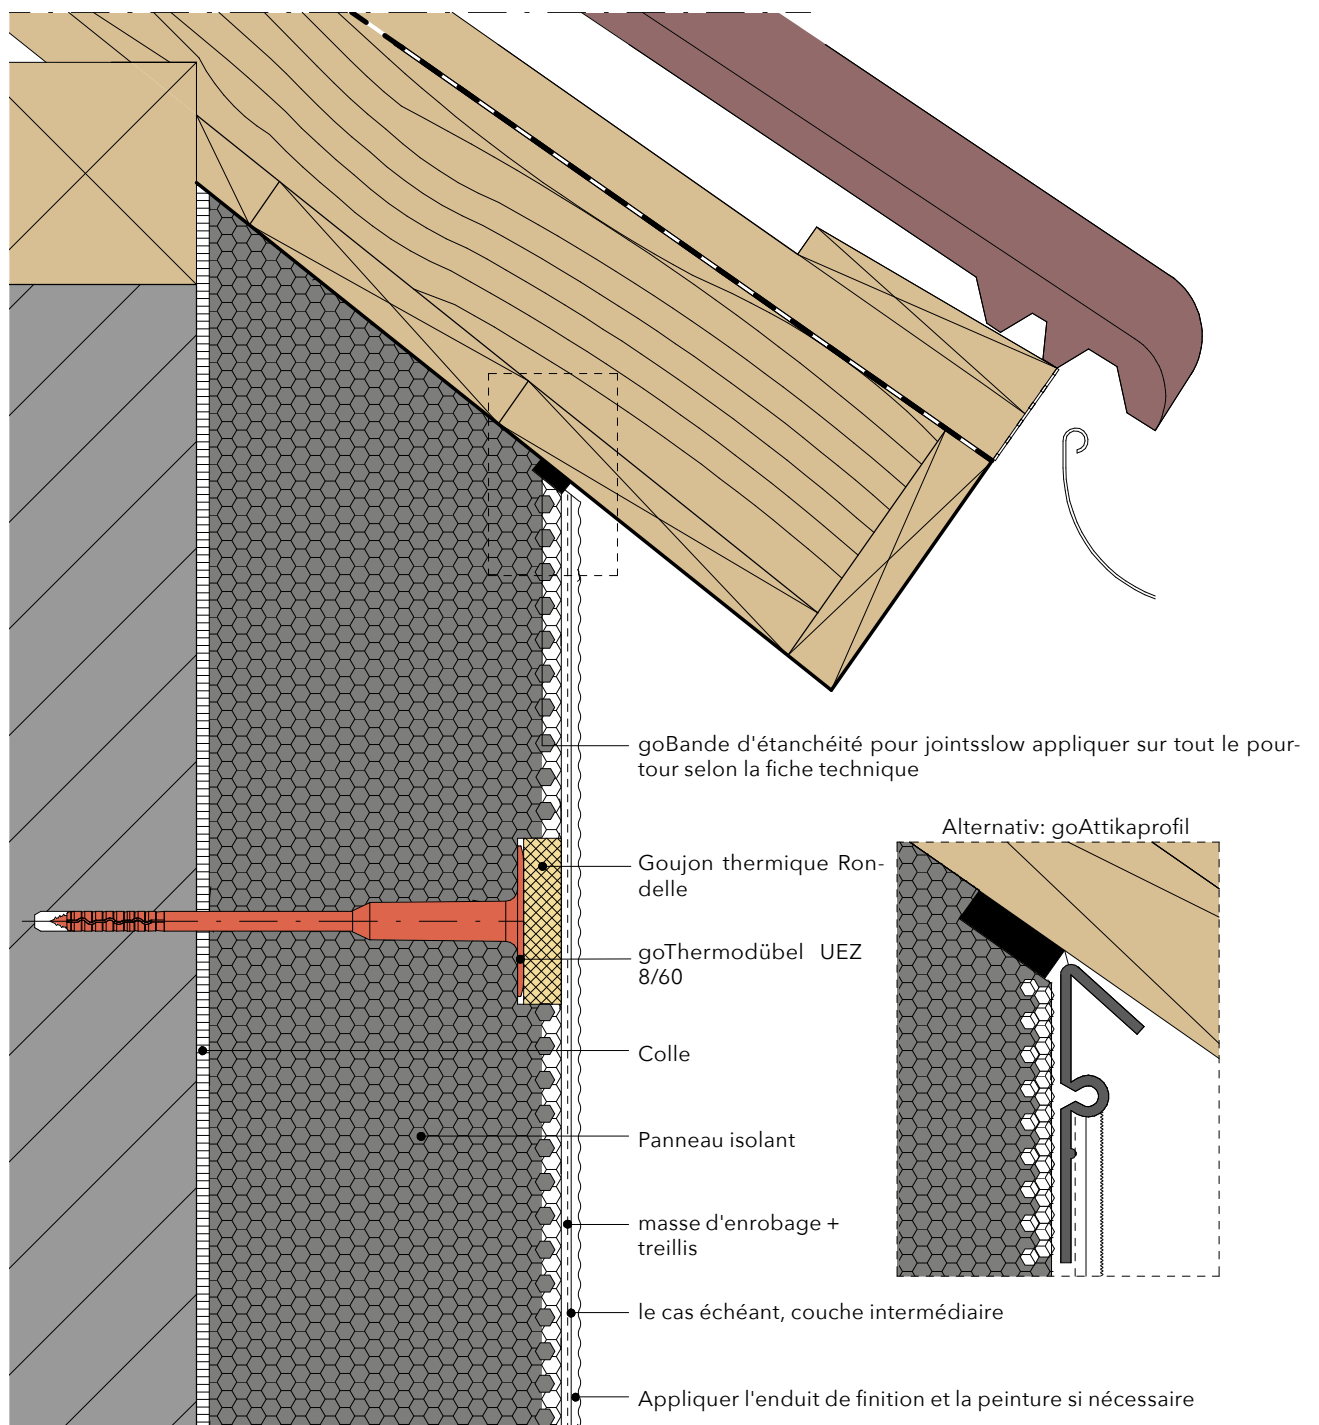 goBande d'étanchéité pour jointsslow appliquer sur tout le pour-
tour selon la fiche technique
Alternativ: goAttikaprofil
Goujon thermique Ron-
delle
goThermodübel UEZ
8/60
Colle
Panneau isolant
masse d'enrobage +
treillis
le cas échéant, couche intermédiaire
Appliquer l'enduit de finition et la peinture si nécessaire